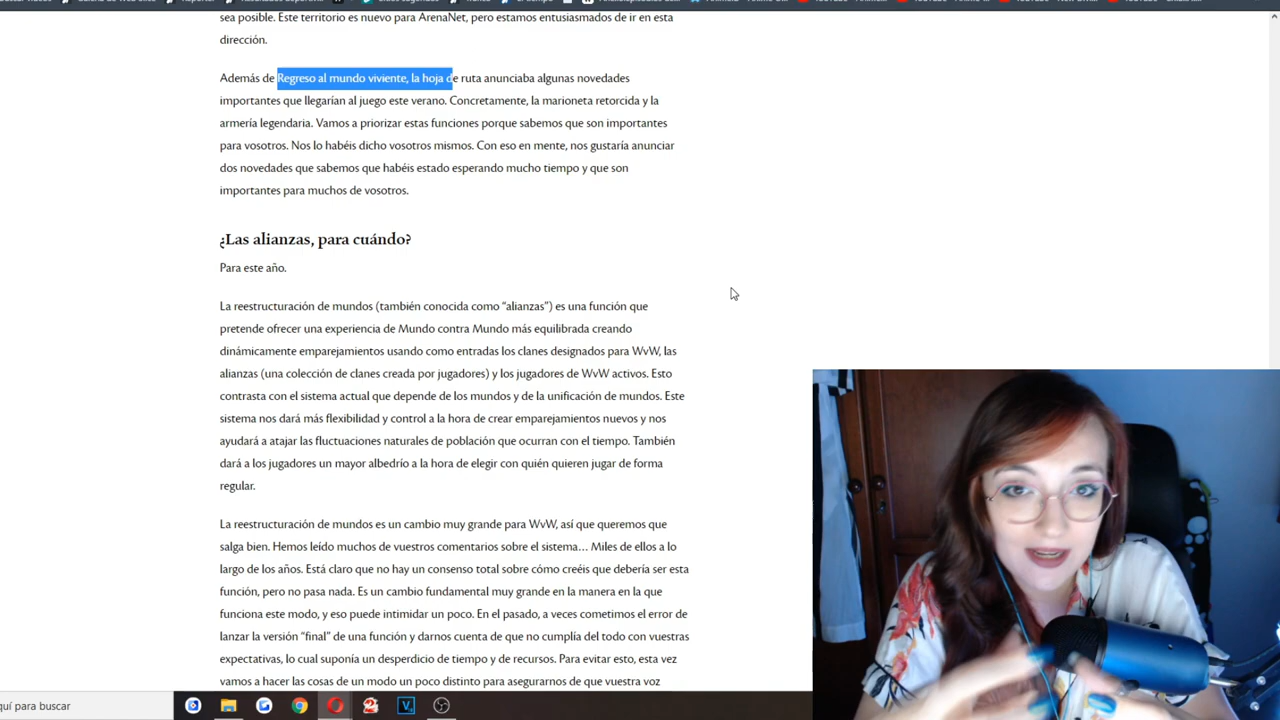 sea posible. Este territorio es nuevo para ArenaNet, pero estamos entusiasmados de ir en esta
dirección.
Además de Regreso al mundo viviente, la hoja de ruta anunciaba algunas novedades
importantes que llegarían al juego este verano. Concretamente, la marioneta retorcida y la
armería legendaria. Vamos a priorizar estas funciones porque sabemos que son importantes
para vosotros. Nos lo habéis dicho vosotros mismos. Con eso en mente, nos gustaría anunciar
dos novedades que sabemos que habéis estado esperando mucho tiempo y que son
importantes para muchos de vosotros.
¿Las alianzas, para cuándo?
Para este año.
La reestructuración de mundos (también conocida como “alianzas”) es una función que
pretende ofrecer una experiencia de Mundo contra Mundo más equilibrada creando
dinámicamente emparejamientos usando como entradas los clanes designados para WvW, las
alianzas (una colección de clanes creada por jugadores) y los jugadores de WvW activos. Esto
contrasta con el sistema actual que depende de los mundos y de la unificación de mundos. Este
sistema nos dará más flexibilidad y control a la hora de crear emparejamientos nuevos y nos
ayudará a atajar las fluctuaciones naturales de población que ocurran con el tiempo. También
dará a los jugadores un mayor albedrío a la hora de elegir con quién quieren jugar de forma
regular.
La reestructuración de mundos es un cambio muy grande para WvW, así que queremos que
salga bien. Hemos leído muchos de vuestros comentarios sobre el sistema… Miles de ellos a lo
largo de los años. Está claro que no hay un consenso total sobre cómo creéis que debería ser esta
función, pero no pasa nada. Es un cambio fundamental muy grande en la manera en la que
funciona este modo, y eso puede intimidar un poco. En el pasado, a veces cometimos el error de
lanzar la versión “final” de una función y darnos cuenta de que no cumplía del todo con vuestras
expectativas, lo cual suponía un desperdicio de tiempo y de recursos. Para evitar esto, esta vez
vamos a hacer las cosas de un modo un poco distinto para asegurarnos de que vuestra voz
quí para buscar